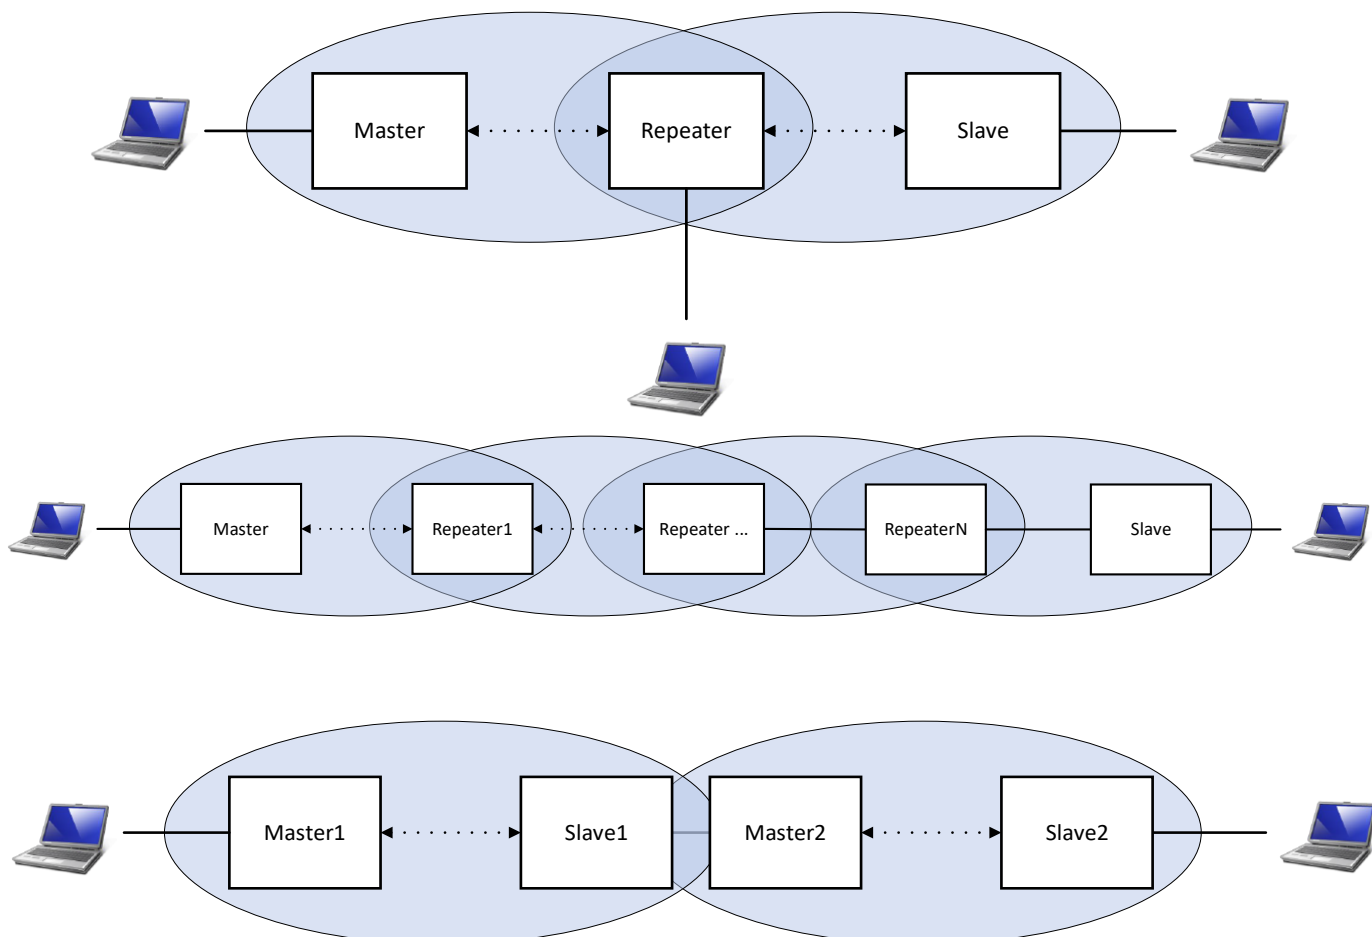 Master
Repeater
Slave
Master
Repeater1
Repeater ...
RepeaterN
Slave
Master1
Slave1
Master2
Slave2